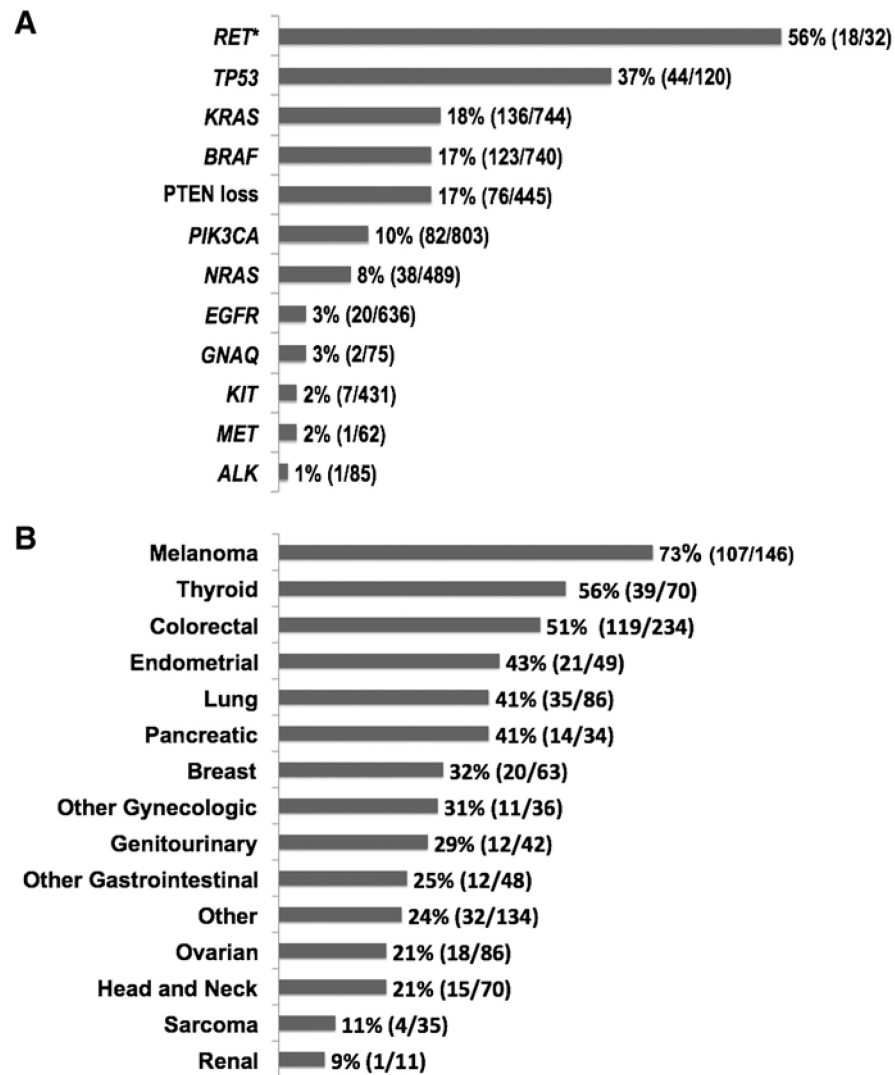 A
RET* 56% (18/32)
TP53 37% (44/120)
KRAS 18% (136/744)
BRAF 17% (123/740)
PTEN loss 17% (76/445)
PIK3CA 10% (82/803)
NRAS 8% (38/489)
EGFR 3% (20/636)
GNAQ 3% (2/75)
KIT 2% (7/431)
MET 2% (1/62)
ALK 1% (1/85)
B
Melanoma 73% (107/146)
Thyroid 56% (39/70)
Colorectal 51% (119/234)
Endometrial 43% (21/49)
Lung 41% (35/86)
Pancreatic 41% (14/34)
Breast 32% (20/63)
Other Gynecologic 31% (11/36)
Genitourinary 29% (12/42)
Other Gastrointestinal 25% (12/48)
Other 24% (32/134)
Ovarian 21% (18/86)
Head and Neck 21% (15/70)
Sarcoma 11% (4/35)
Renal 9% (1/11)